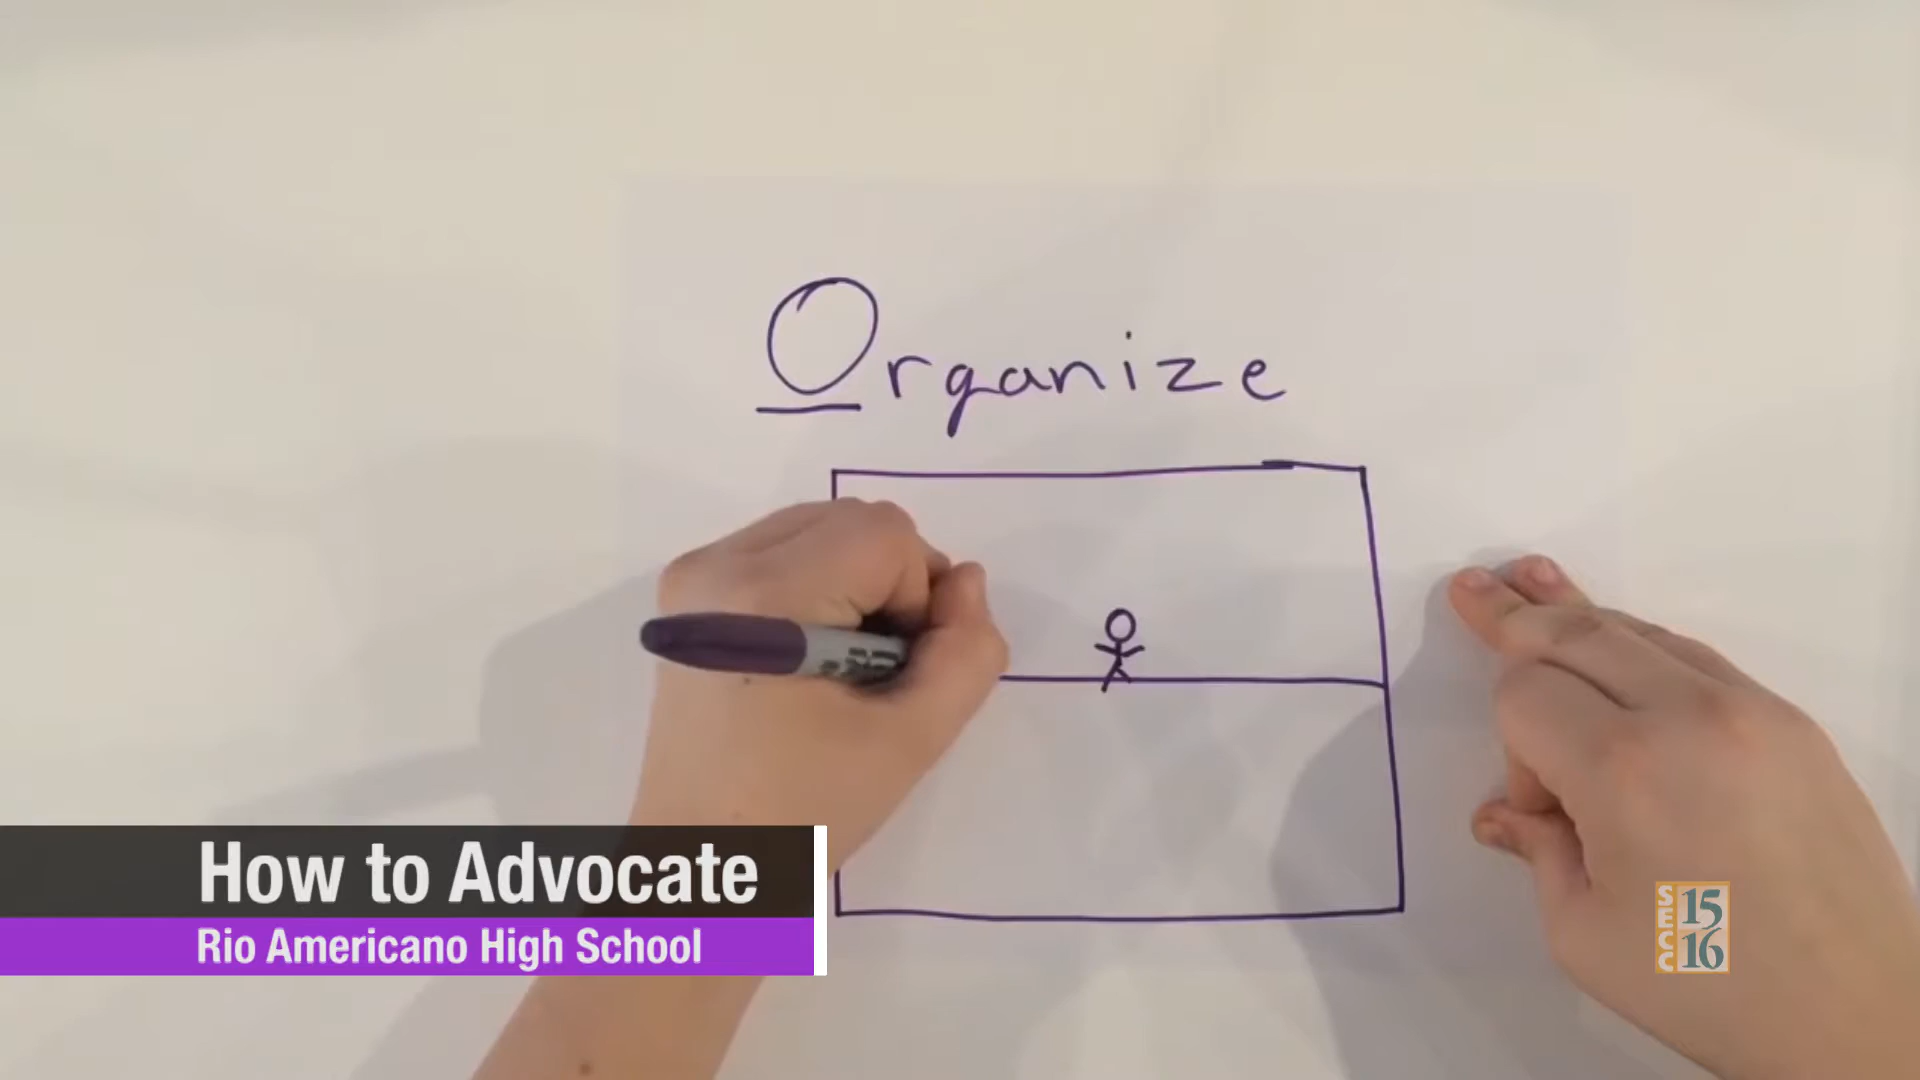 Organize
How to Advocate
Rio Americano High School
SECC
15
16